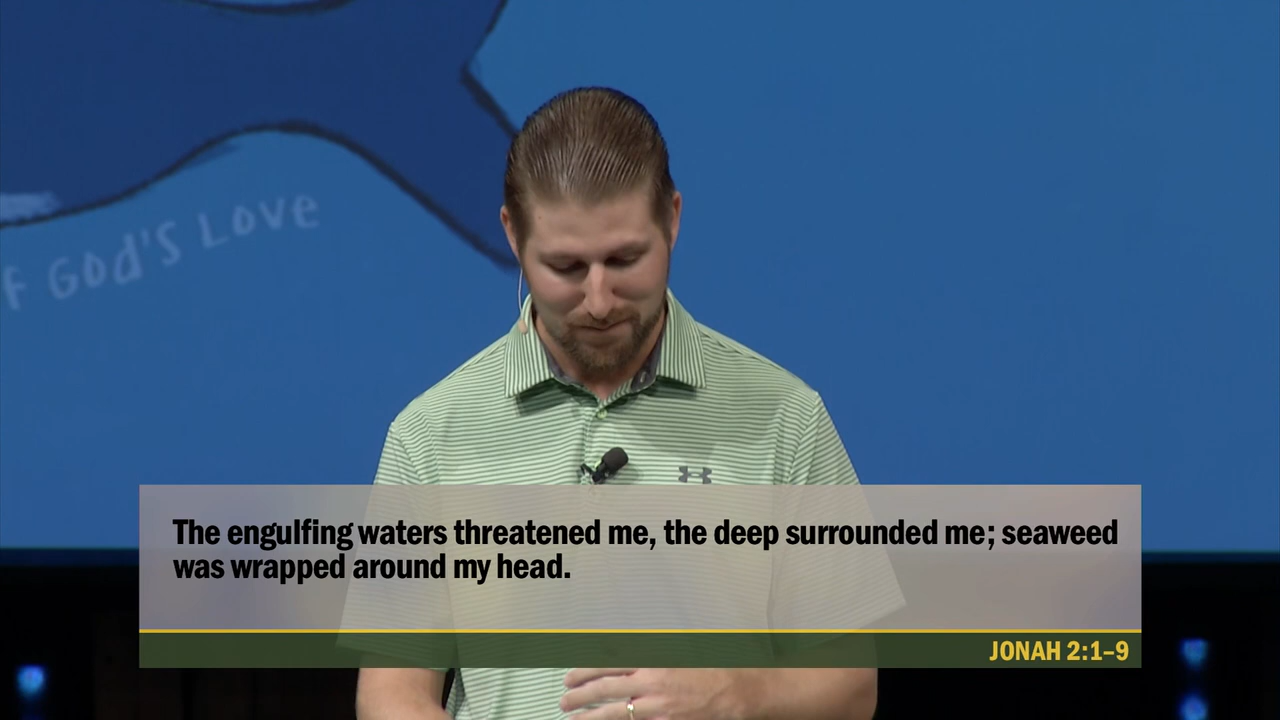 F GOD'S LOVE
The engulfing waters threatened me, the deep surrounded me; seaweed
was wrapped around my head.
JONAH 2:1–9